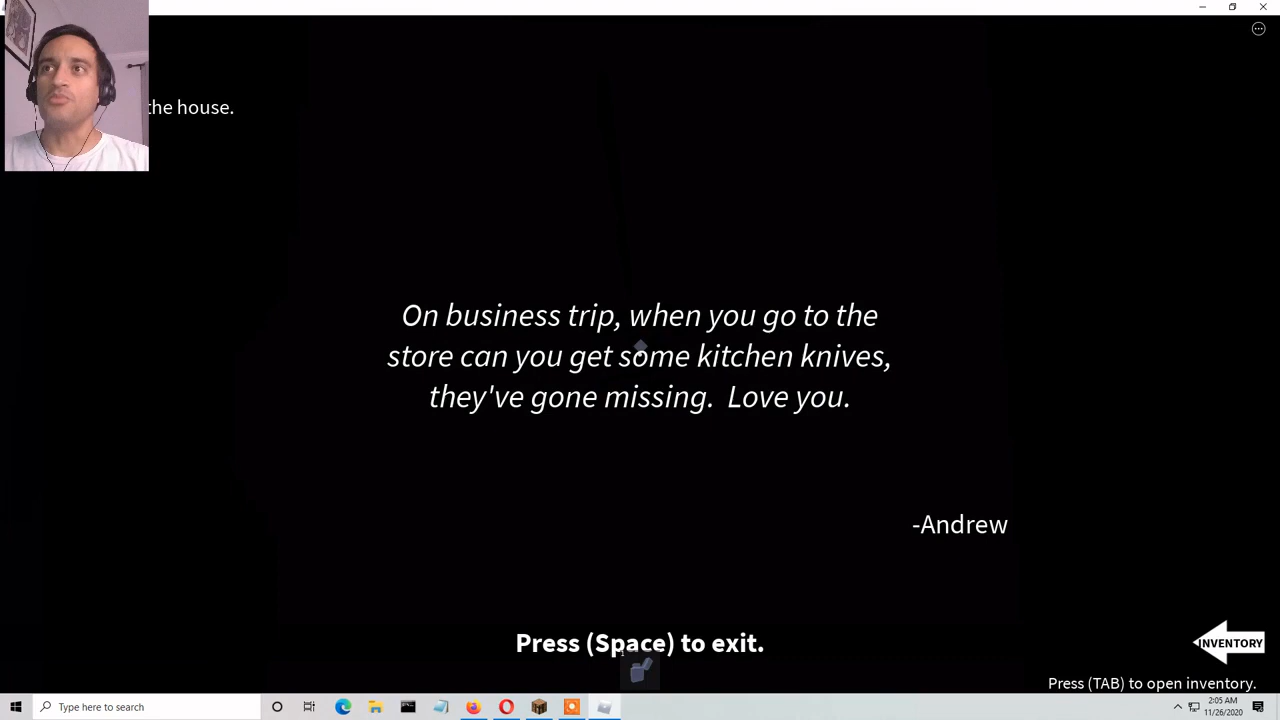 the house.
On business trip, when you go to the
store can you get some kitchen knives,
they've gone missing.  Love you.
-Andrew
Press (Space) to exit.
INVENTORY
Press (TAB) to open inventory.
Type here to search
2:05 AM
11/26/2020